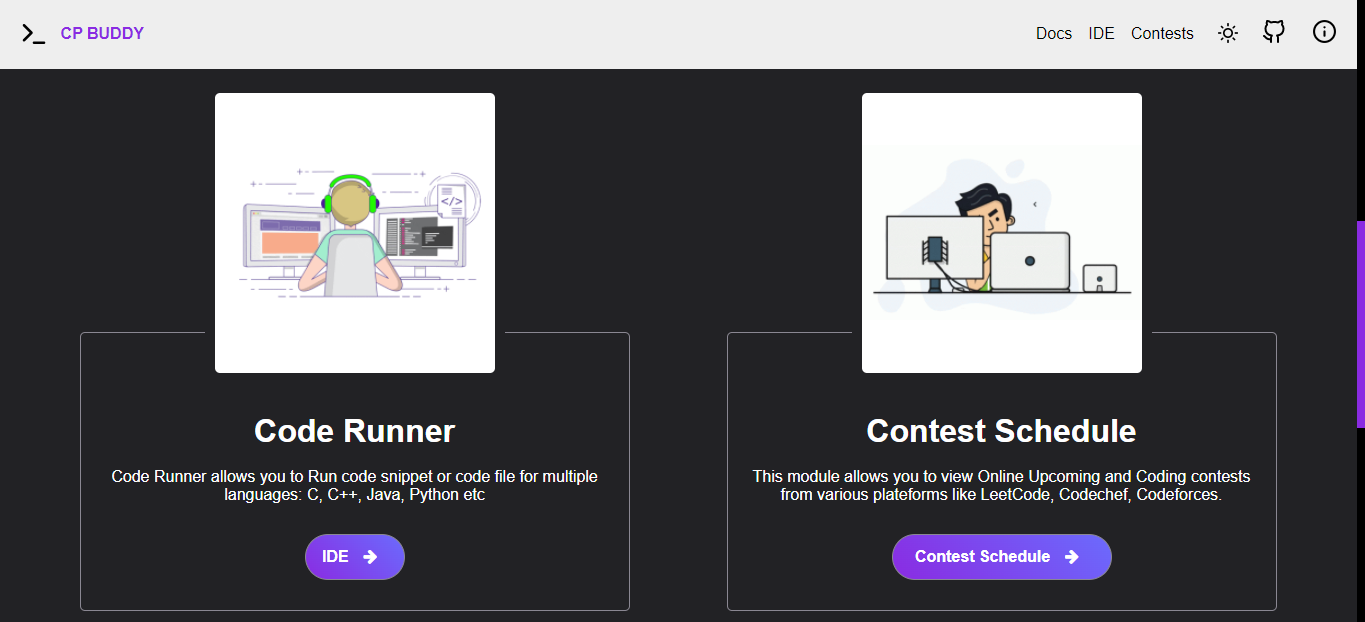 CP BUDDY
Docs IDE Contests
</>
Code Runner
Code Runner allows you to Run code snippet or code file for multiple
languages: C, C++, Java, Python etc
IDE
Contest Schedule
This module allows you to view Online Upcoming and Coding contests
from various plateforms like LeetCode, Codechef, Codeforces.
Contest Schedule